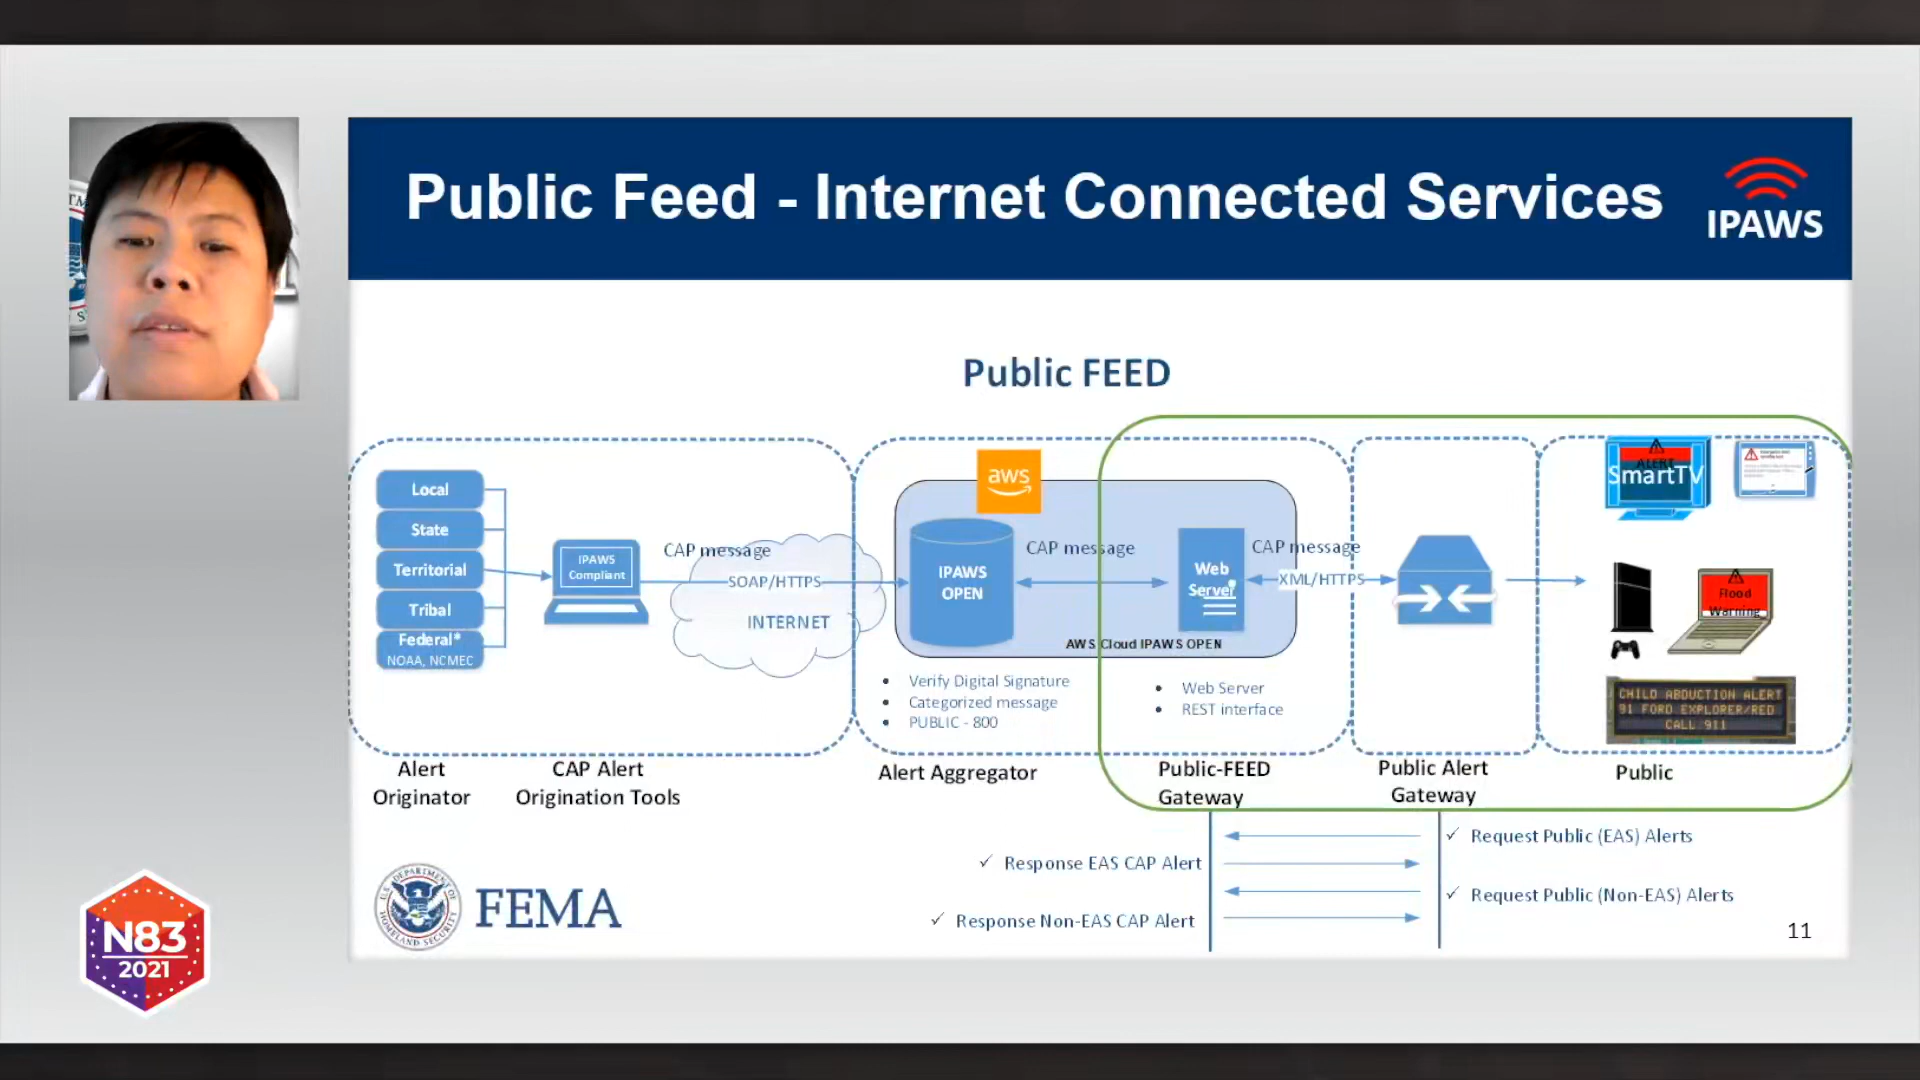 Public Feed - Internet Connected Services
IPAWS
Public FEED
Local
State
Territorial
Tribal
Federal*
NOAA, NCMEC
IPAWS
Compliant
CAP message
SOAP/HTTPS
INTERNET
aws
IPAWS
OPEN
CAP message
Web
Server
AWS Cloud IPAWS OPEN
CAP message
XML/HTTPS
• Verify Digital Signature
• Categorized message
• PUBLIC - 800
• Web Server
• REST interface
ALERT
SmartTV
Flood
Warning
CHILD ABDUCTION ALERT
91 FORD EXPLORER/RED
CALL 911
Alert
Originator
CAP Alert
Origination Tools
Alert Aggregator
Public-FEED
Gateway
Public Alert
Gateway
Public
✓ Request Public (EAS) Alerts
✓ Response EAS CAP Alert
✓ Request Public (Non-EAS) Alerts
✓ Response Non-EAS CAP Alert
U.S. DEPARTMENT OF
HOMELAND SECURITY
FEMA
11
N83
2021